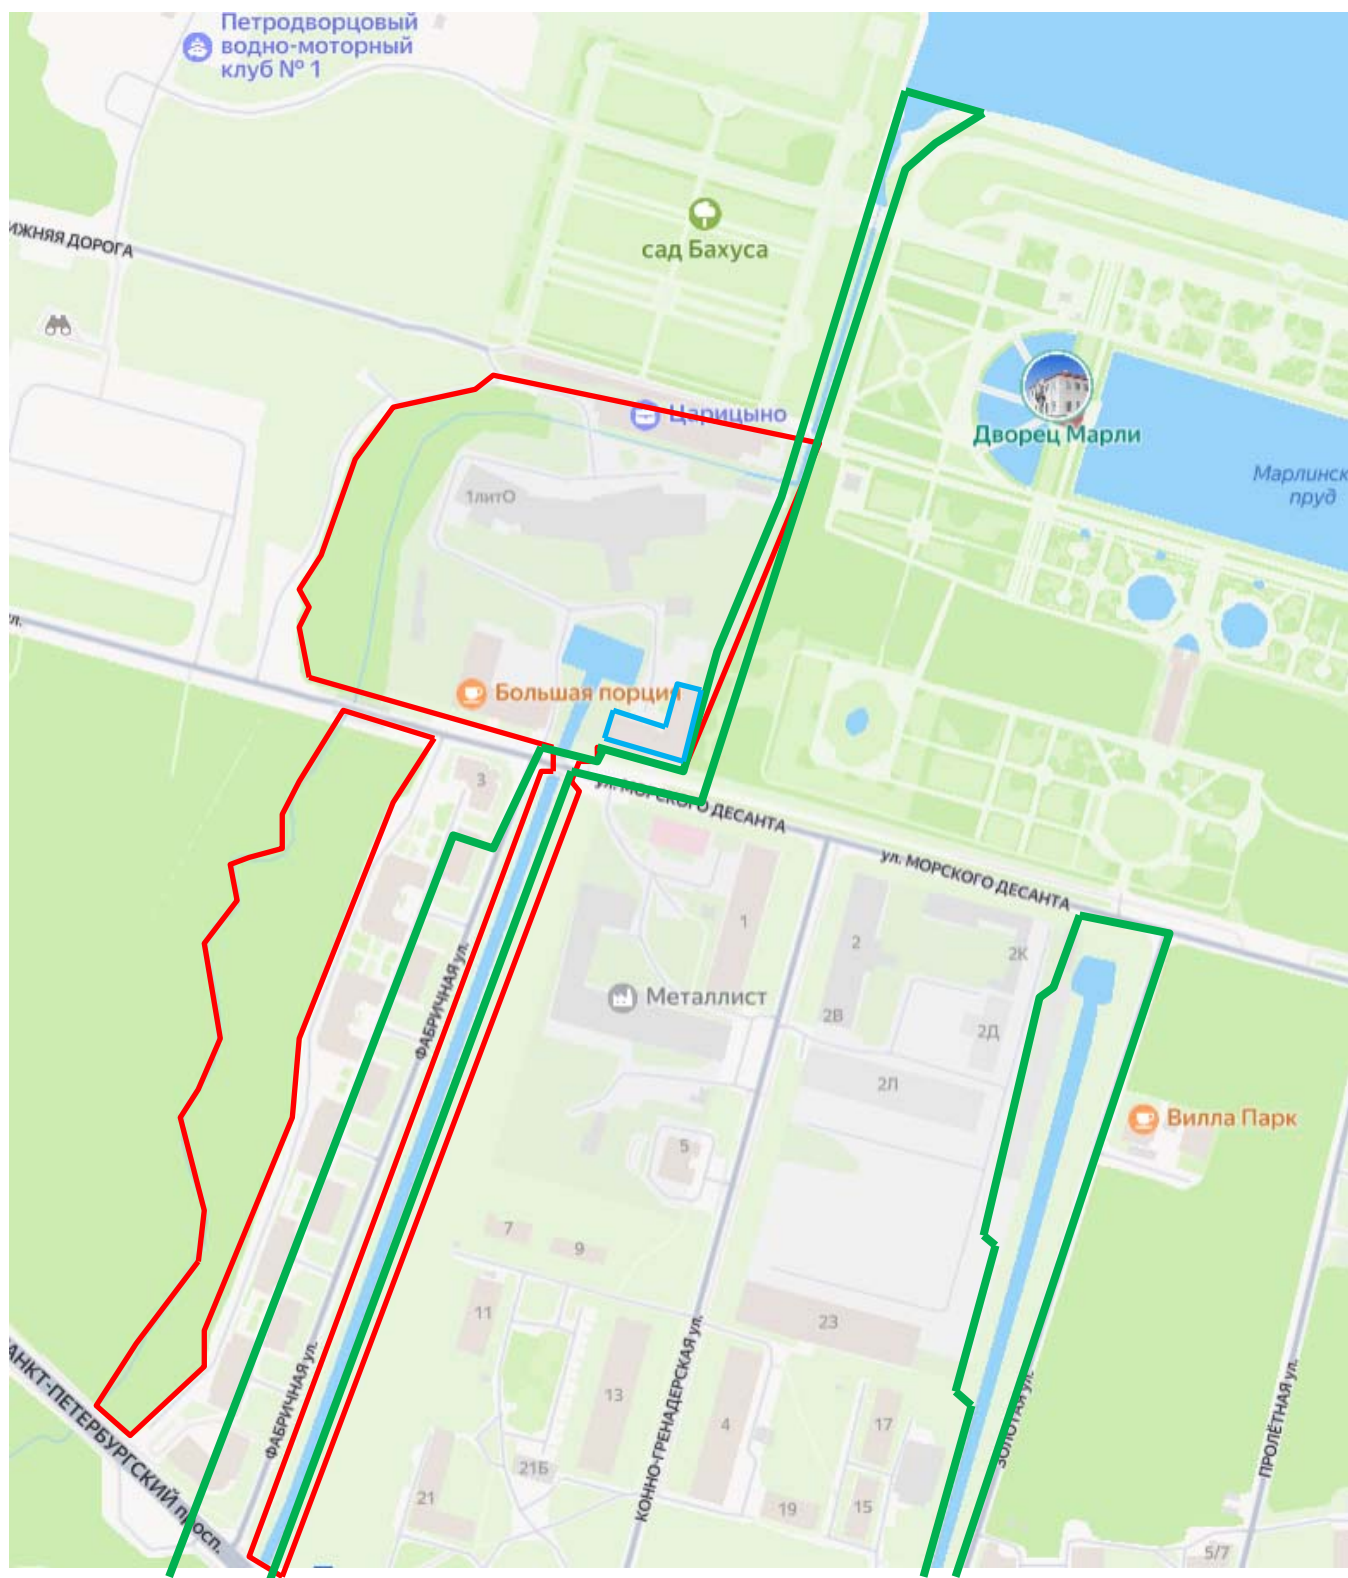 Петродворцовый
водно-моторный
клуб № 1
ИЖНЯЯ ДОРОГА
сад Бахуса
Царицыно
Дворец Марли
Марлинск
пруд
1литО
ул.
Большая порция
3
ул. МОРСКОГО ДЕСАНТА
ул. МОРСКОГО ДЕСАНТА
1
2
2К
ФАБРИЧНАЯ ул.
Металлист
2В
2Д
2Л
Вилла Парк
5
7
9
11
23
13
4
17
АНКТ-ПЕТЕРБУРГСКИЙ просп.
ФАБРИЧНАЯ ул.
КОННО-ГРЕНАДЕРСКАЯ ул.
ЗОЛОТАЯ ул.
ПРОЛЁТНАЯ ул.
21Б
21
19
15
5/7